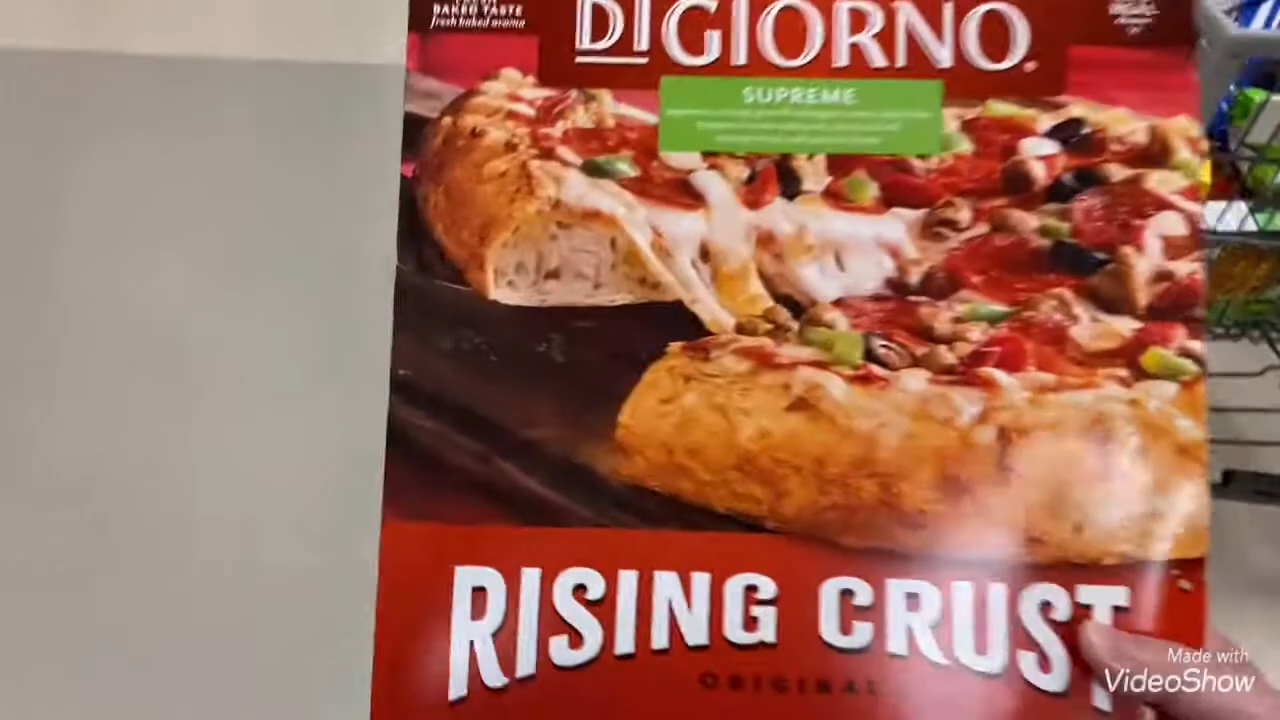 BAKED TASTE
fresh baked aroma
DIGIORNO
SUPREME
RISING CRUST
ORIGINAL
Made with
VideoShow